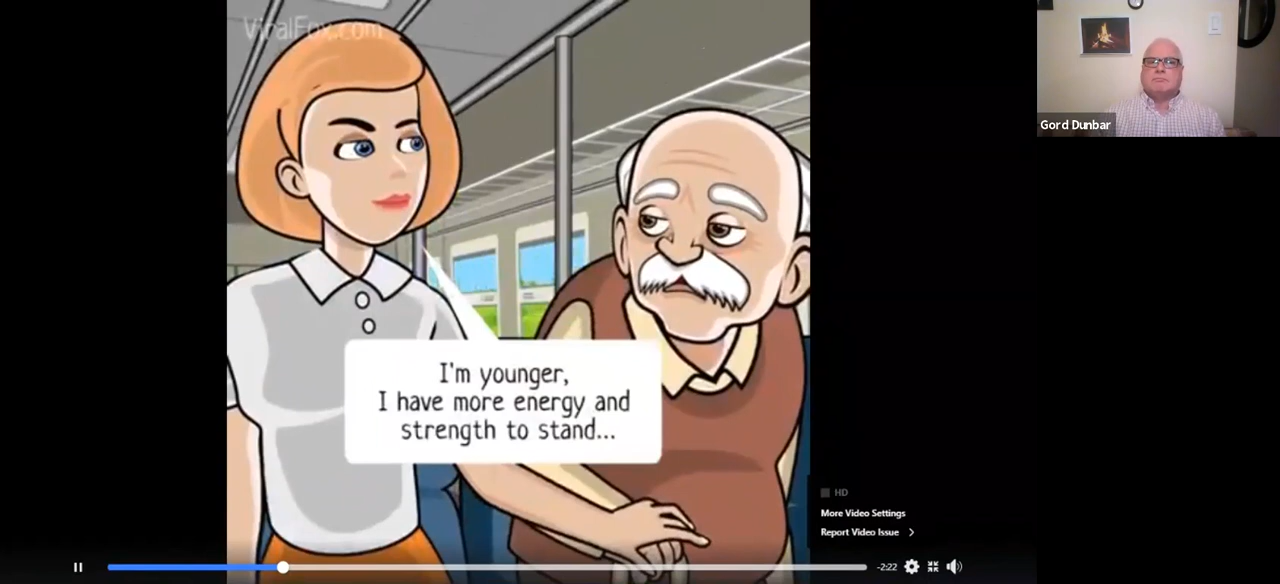 ViralFox.com
Gord Dunbar
I'm younger,
I have more energy and
strength to stand...
HD
More Video Settings
Report Video Issue
-2:22